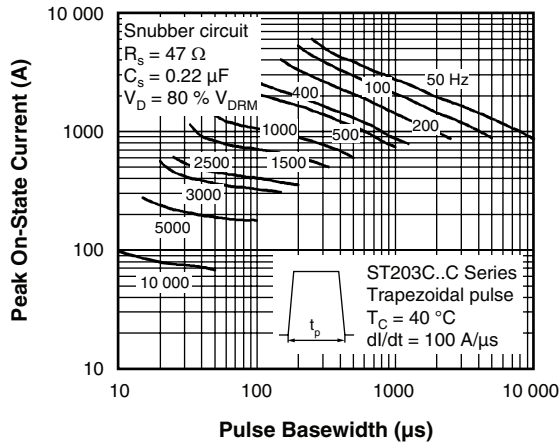 Peak On-State Current (A)
10 000
1000
100
10
Snubber circuit
Rs = 47 Ω
Cs = 0.22 µF
VD = 80 % VDRM
50 Hz
100
200
400
500
1000
1500
2500
3000
5000
10 000
ST203C..C Series
Trapezoidal pulse
TC = 40 °C
dI/dt = 100 A/µs
tp
10
100
1000
10 000
Pulse Basewidth (µs)